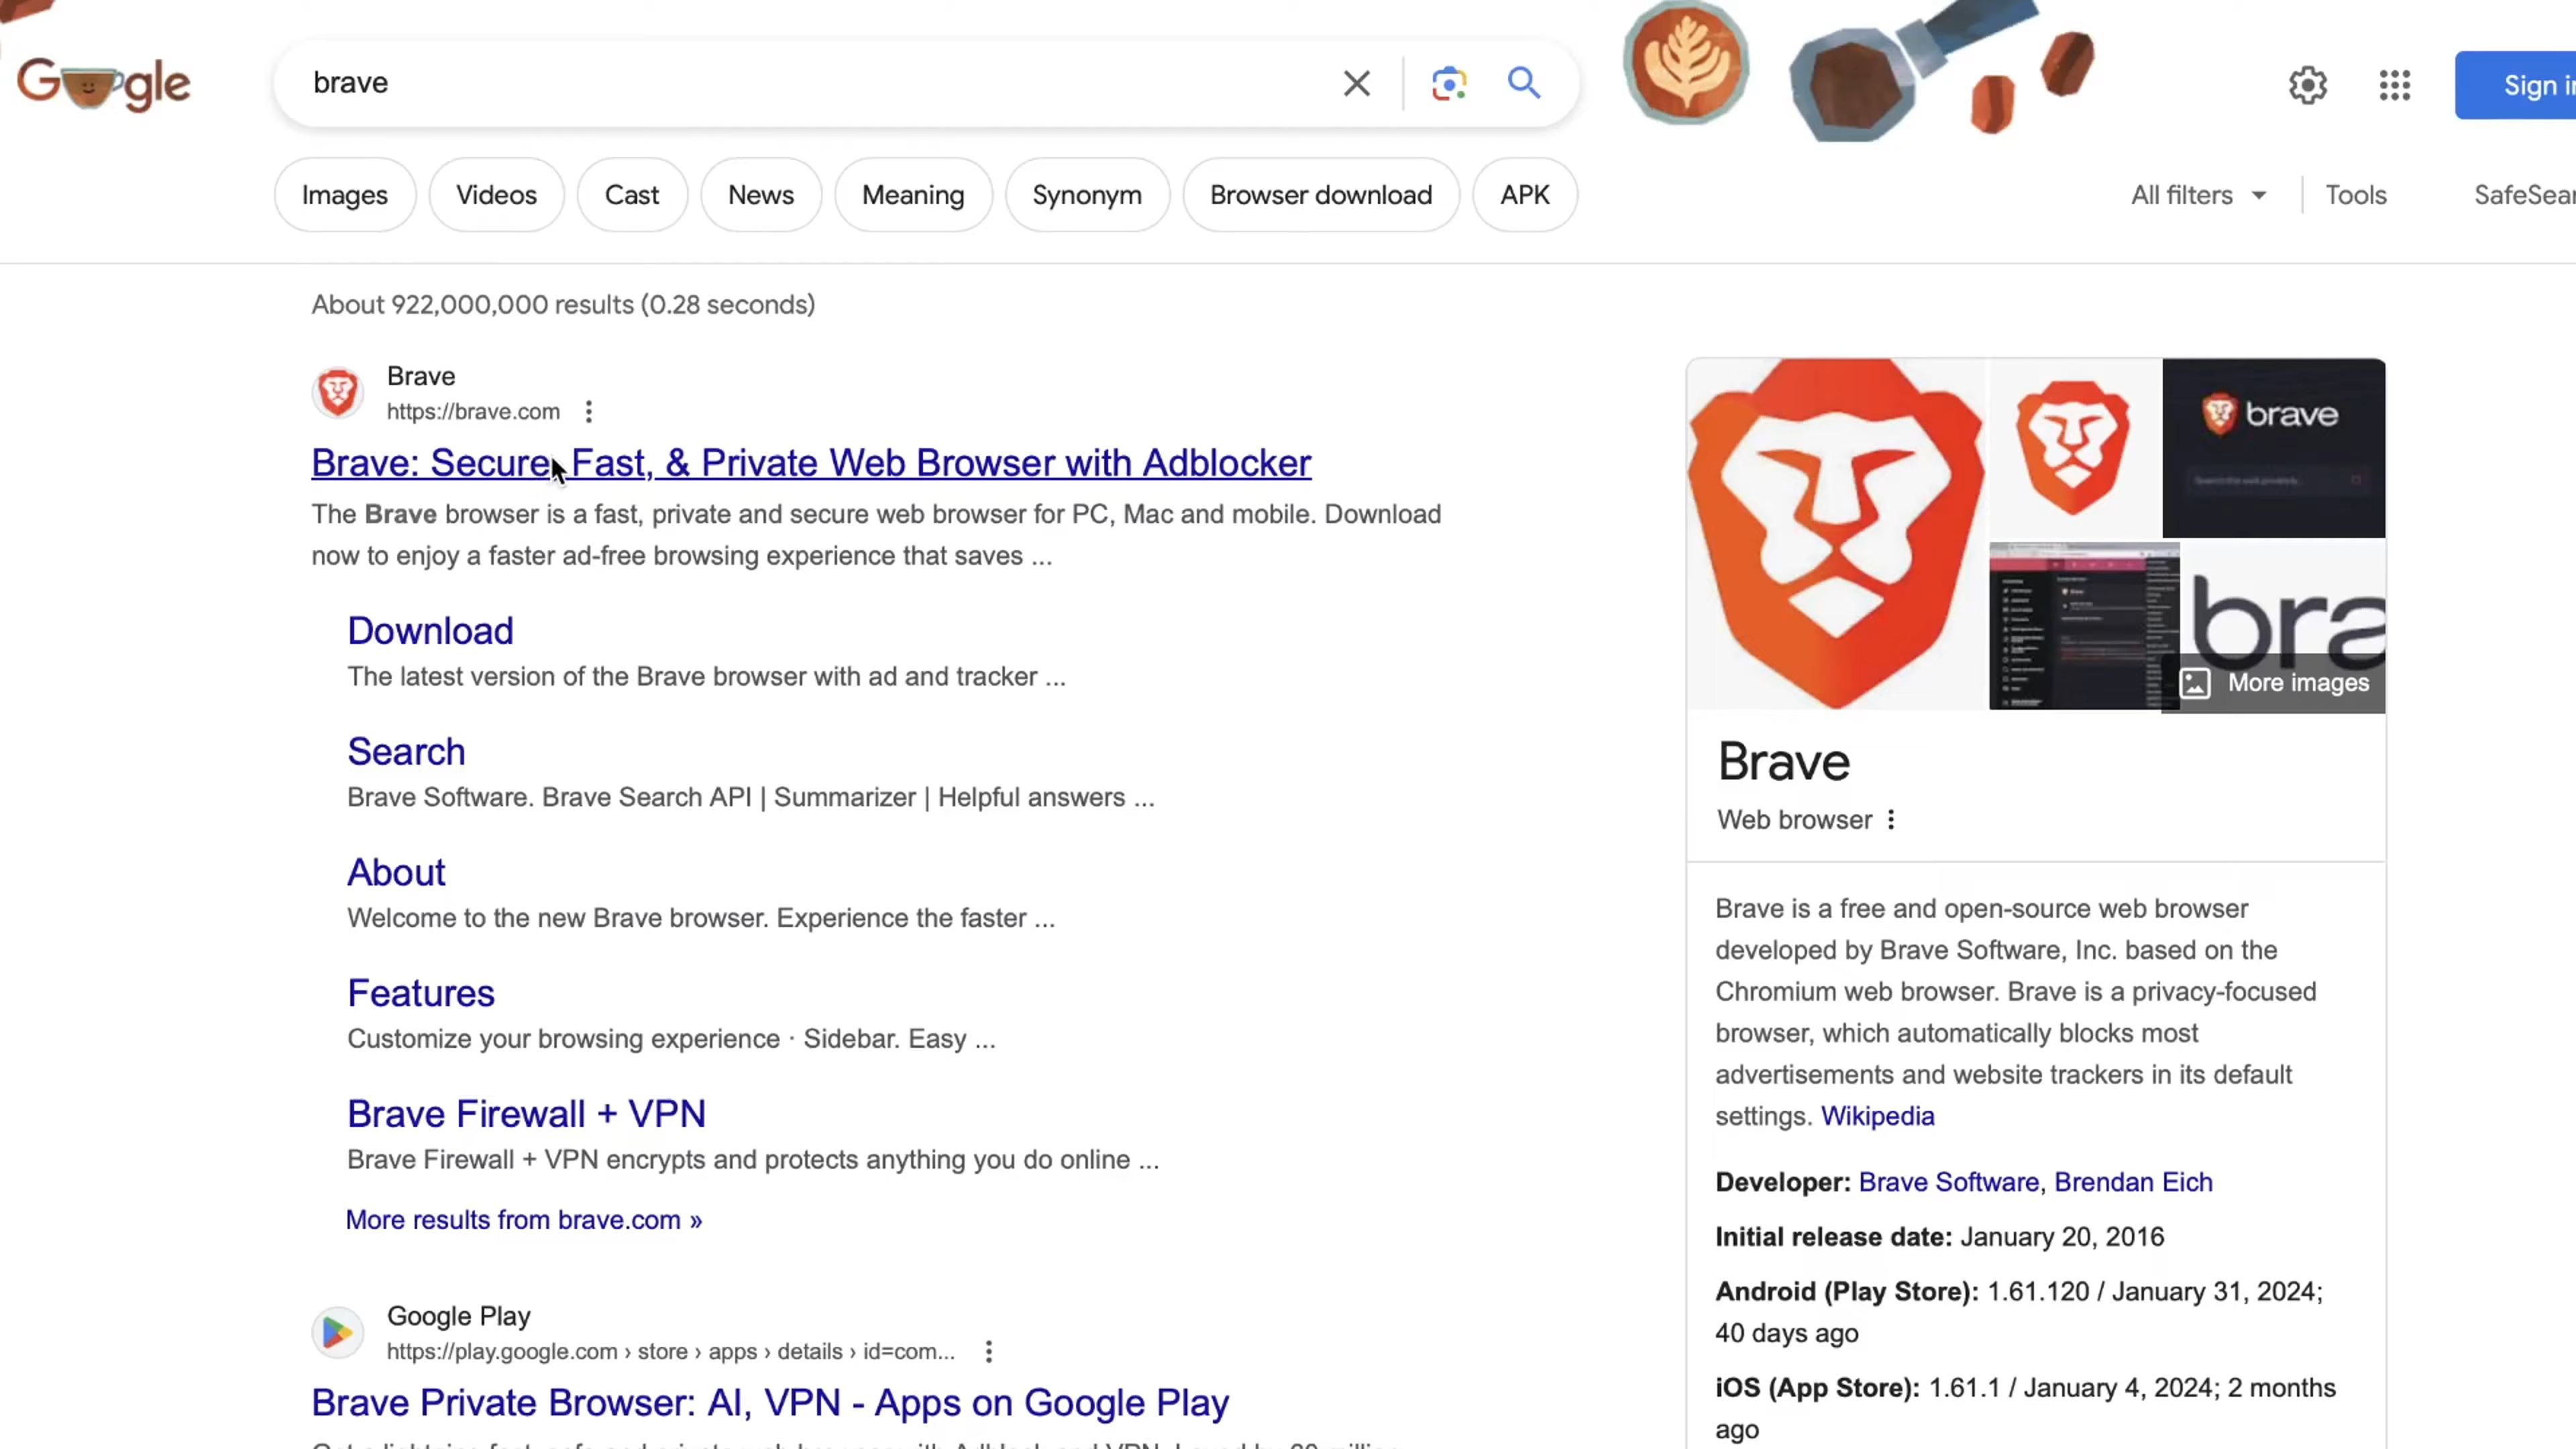 Google
brave
Images
Videos
Cast
News
Meaning
Synonym
Browser download
APK
All filters
Tools
About 922,000,000 results (0.28 seconds)
Brave
https://brave.com
Brave: Secure, Fast, & Private Web Browser with Adblocker
The Brave browser is a fast, private and secure web browser for PC, Mac and mobile. Download
now to enjoy a faster ad-free browsing experience that saves ...
Download
The latest version of the Brave browser with ad and tracker ...
Search
Brave Software. Brave Search API | Summarizer | Helpful answers ...
About
Welcome to the new Brave browser. Experience the faster ...
Features
Customize your browsing experience · Sidebar. Easy ...
Brave Firewall + VPN
Brave Firewall + VPN encrypts and protects anything you do online ...
More results from brave.com »
Google Play
https://play.google.com › store › apps › details › id=com...
Brave Private Browser: AI, VPN - Apps on Google Play
Sign in
brave
bra
More images
Brave
Web browser
Brave is a free and open-source web browser
developed by Brave Software, Inc. based on the
Chromium web browser. Brave is a privacy-focused
browser, which automatically blocks most
advertisements and website trackers in its default
settings. Wikipedia
Developer: Brave Software, Brendan Eich
Initial release date: January 20, 2016
Android (Play Store): 1.61.120 / January 31, 2024;
40 days ago
iOS (App Store): 1.61.1 / January 4, 2024; 2 months
ago